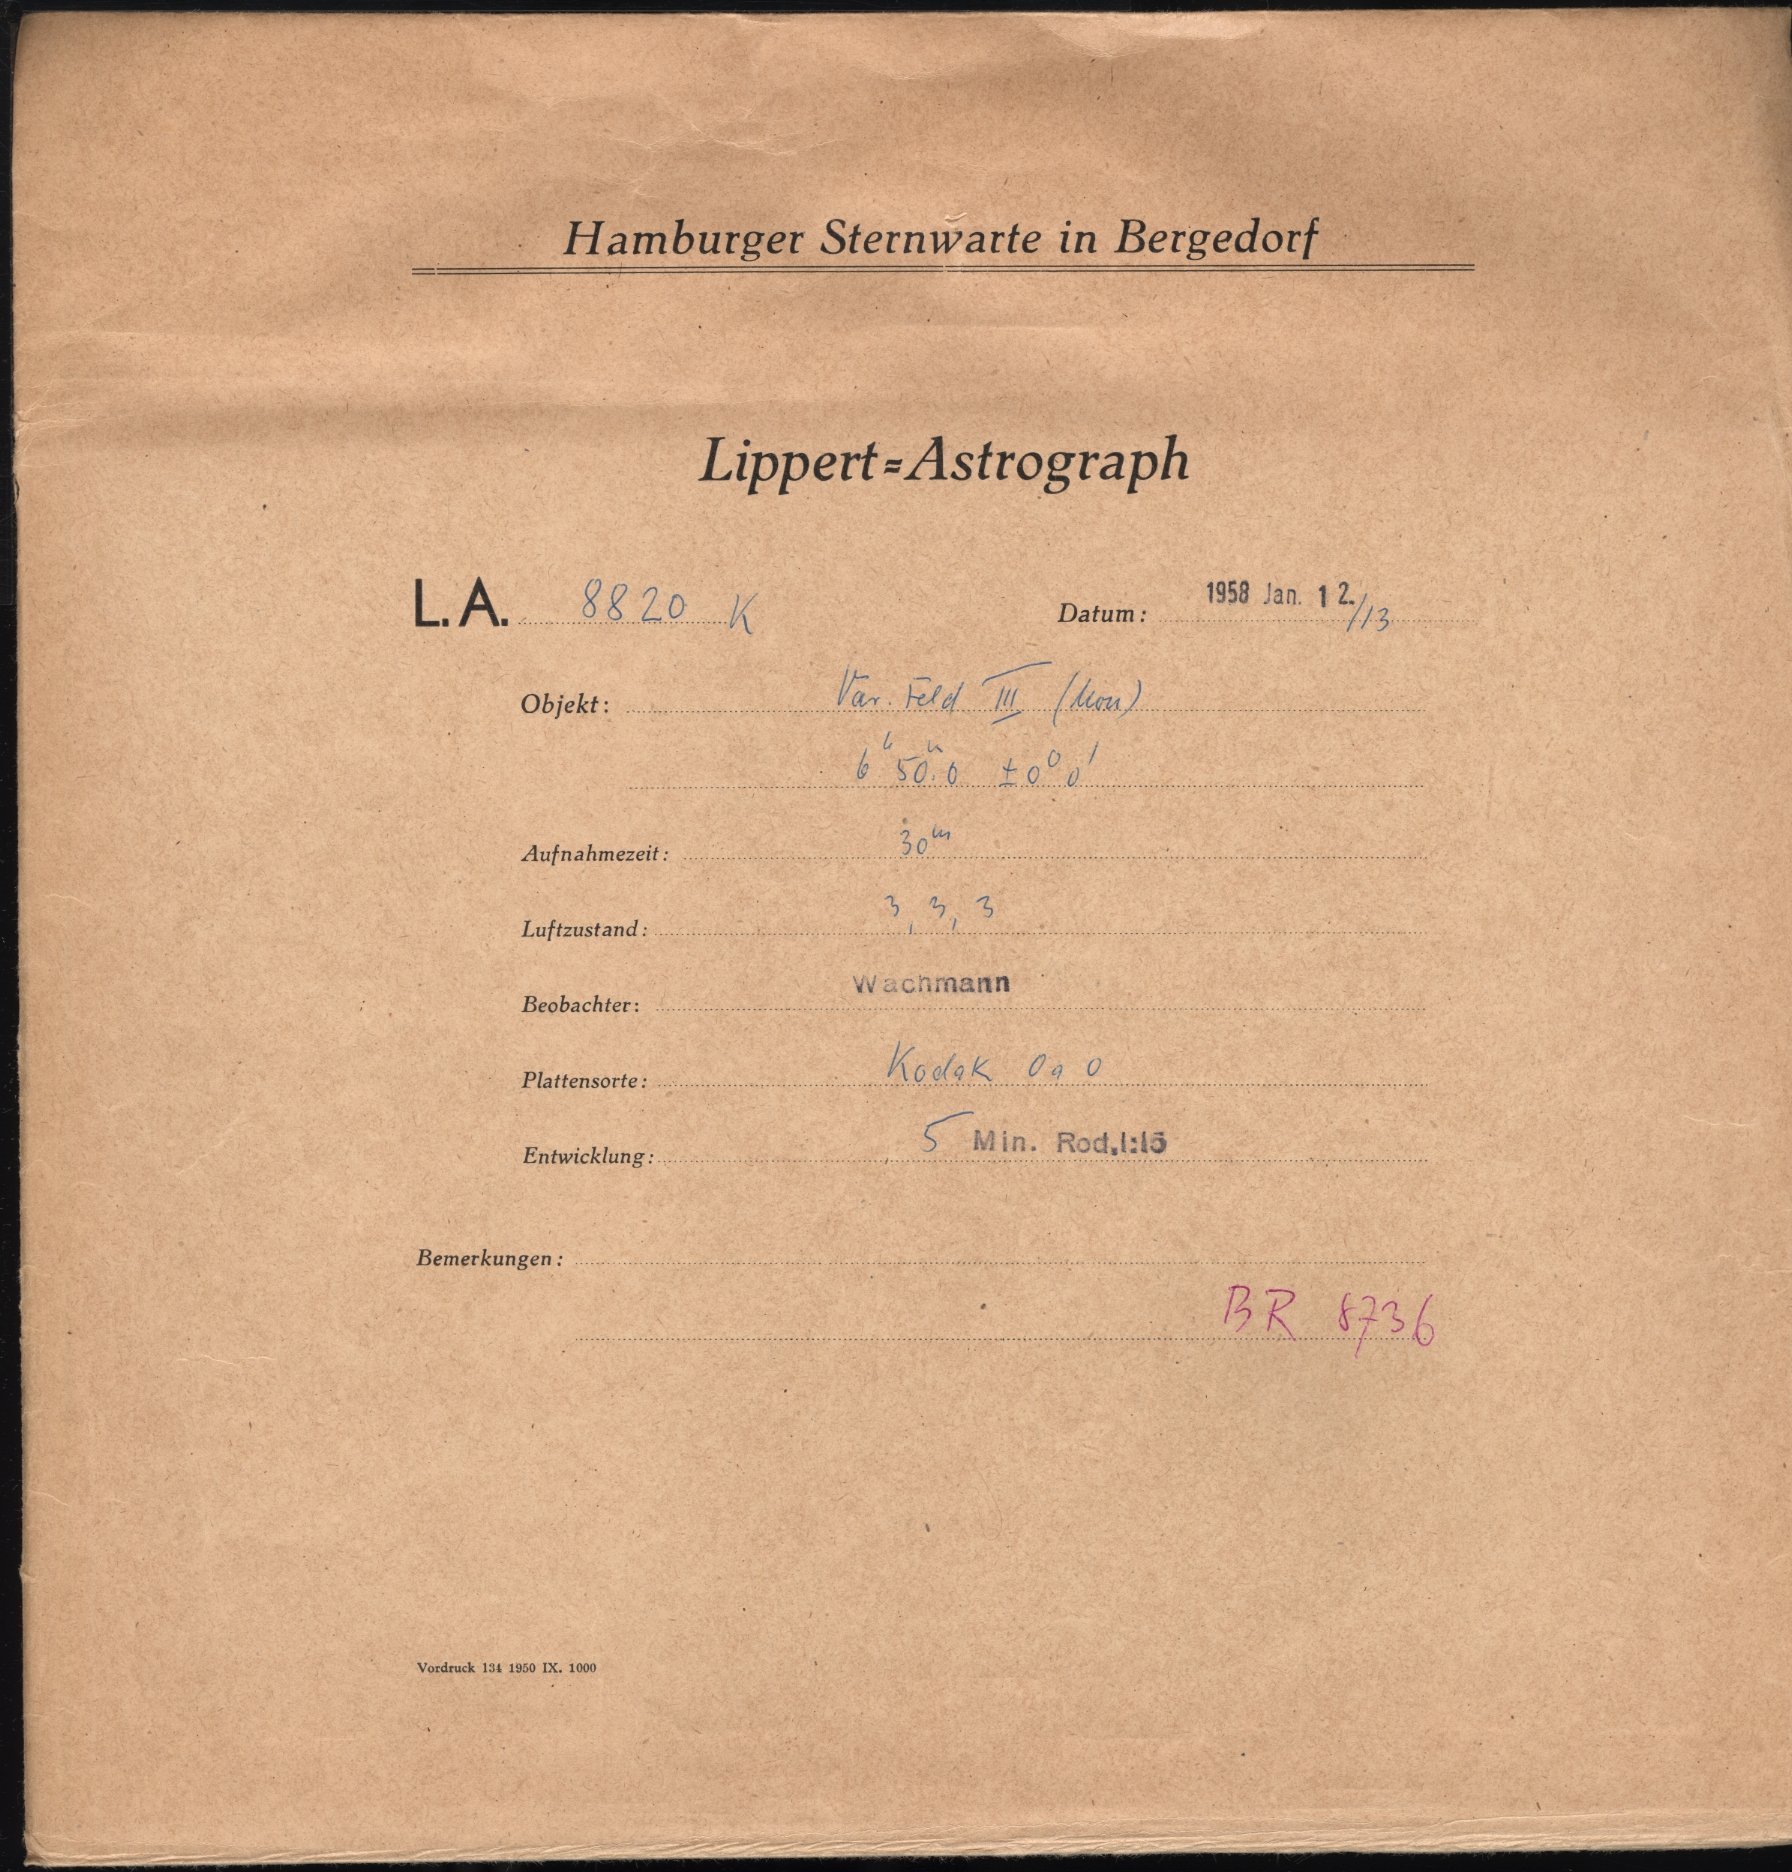 Hamburger Sternwarte in Bergedorf
Lippert=Astrograph
L. A. 8820 K Datum: 1958 Jan. 12./13
Objekt: Var. Feld III (Mon)
6ʰ 50ᵐ.0 ±0° 0'
Aufnahmezeit: 30ᵐ
Luftzustand: 3, 3, 3
Beobachter: Wachmann
Plattensorte: Kodak 0a 0
Entwicklung: 5 Min. Rod. 1:15
Bemerkungen:
BR 8736
Vordruck 134 1950 IX. 1000